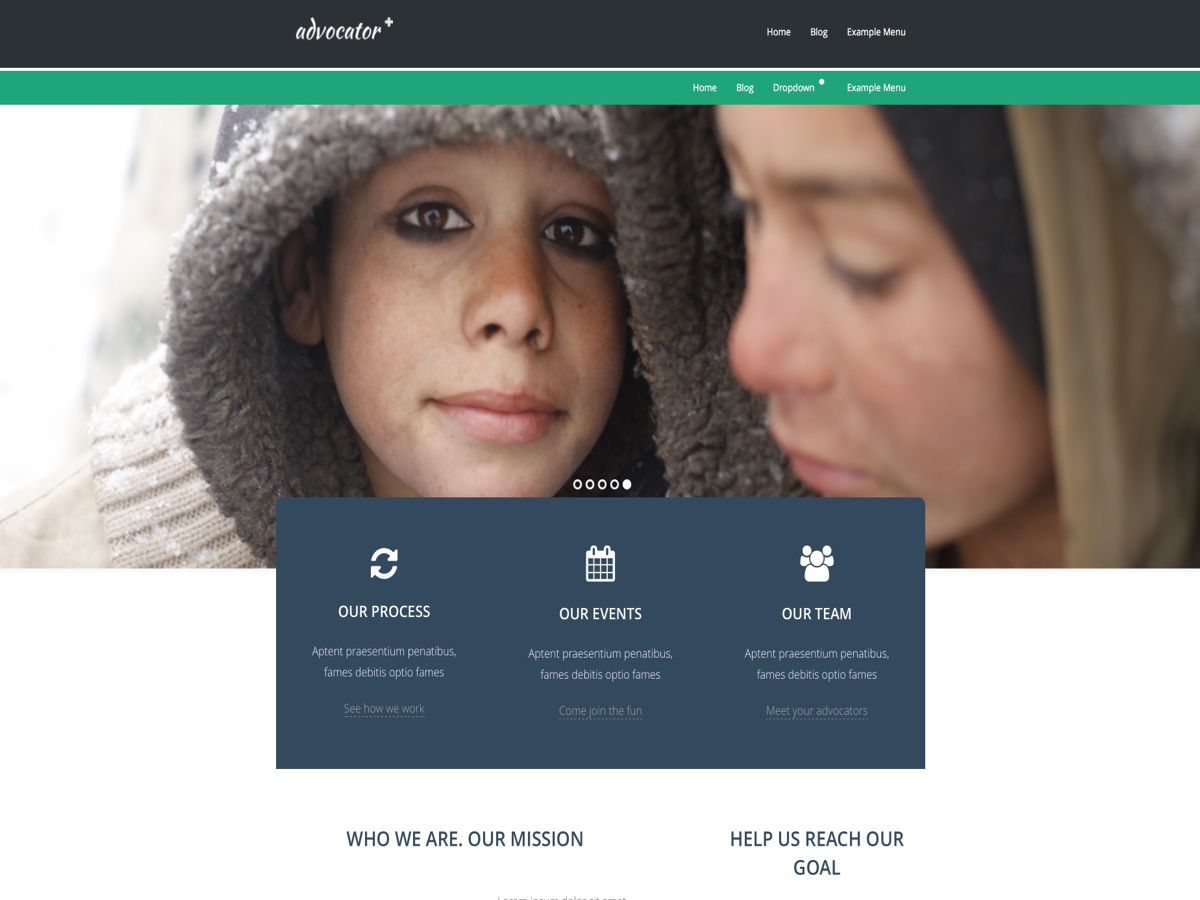 advocator
Home Blog Example Menu
Home Blog Dropdown Example Menu
OUR PROCESS
Aptent praesentium penatibus,
fames debitis optio fames
See how we work
OUR EVENTS
Aptent praesentium penatibus,
fames debitis optio fames
Come join the fun
OUR TEAM
Aptent praesentium penatibus,
fames debitis optio fames
Meet your advocators
WHO WE ARE. OUR MISSION
HELP US REACH OUR
GOAL